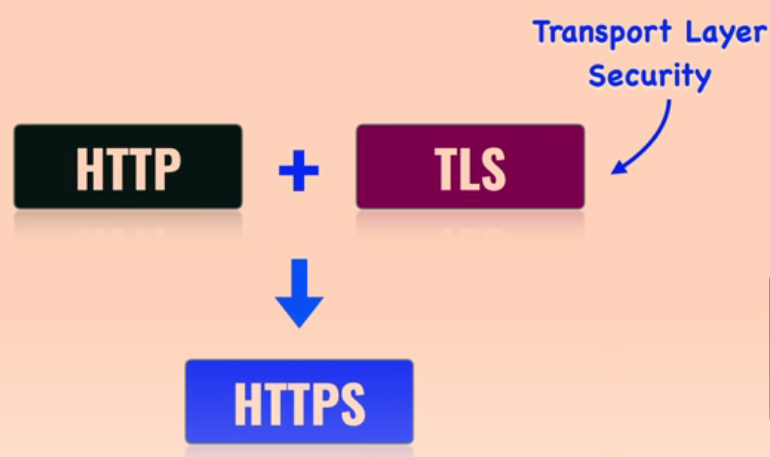 Transport Layer
Security
HTTP + TLS
HTTPS